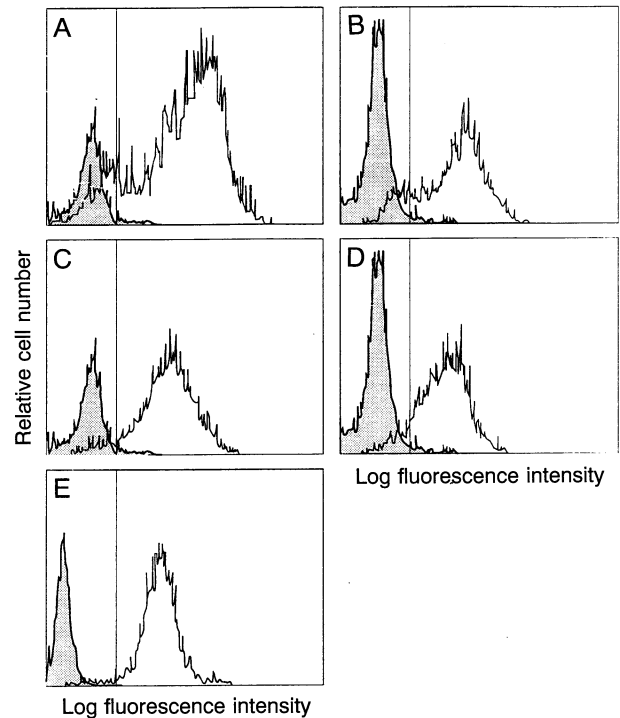 A
B
C
D
Relative cell number
Log fluorescence intensity
E
Log fluorescence intensity